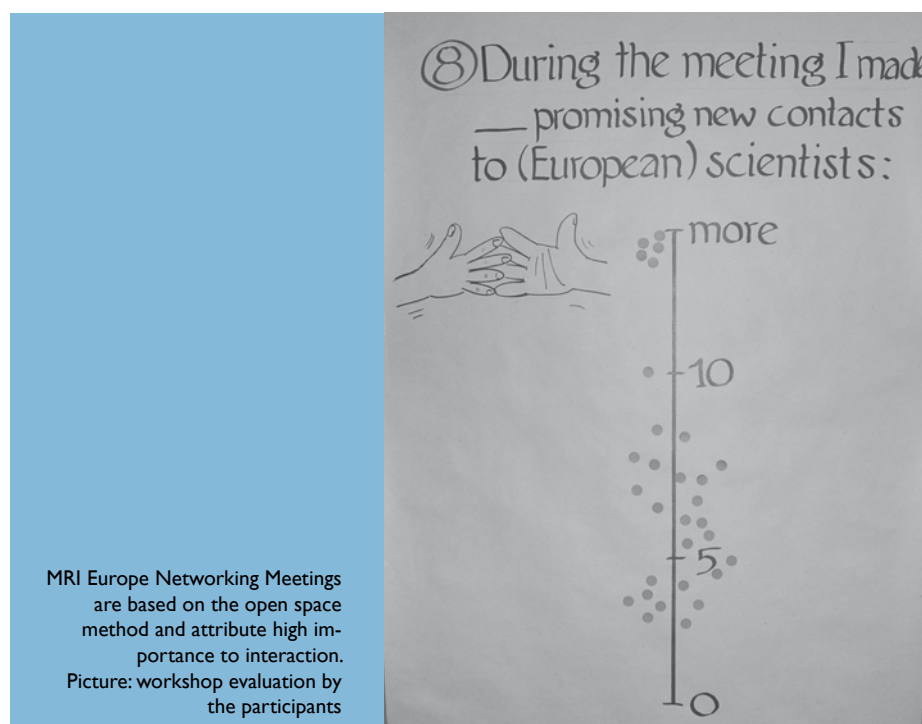 ⑧ During the meeting I made
__ promising new contacts
to (European) scientists:
more
10
5
0
MRI Europe Networking Meetings
are based on the open space
method and attribute high im-
portance to interaction.
Picture: workshop evaluation by
the participants